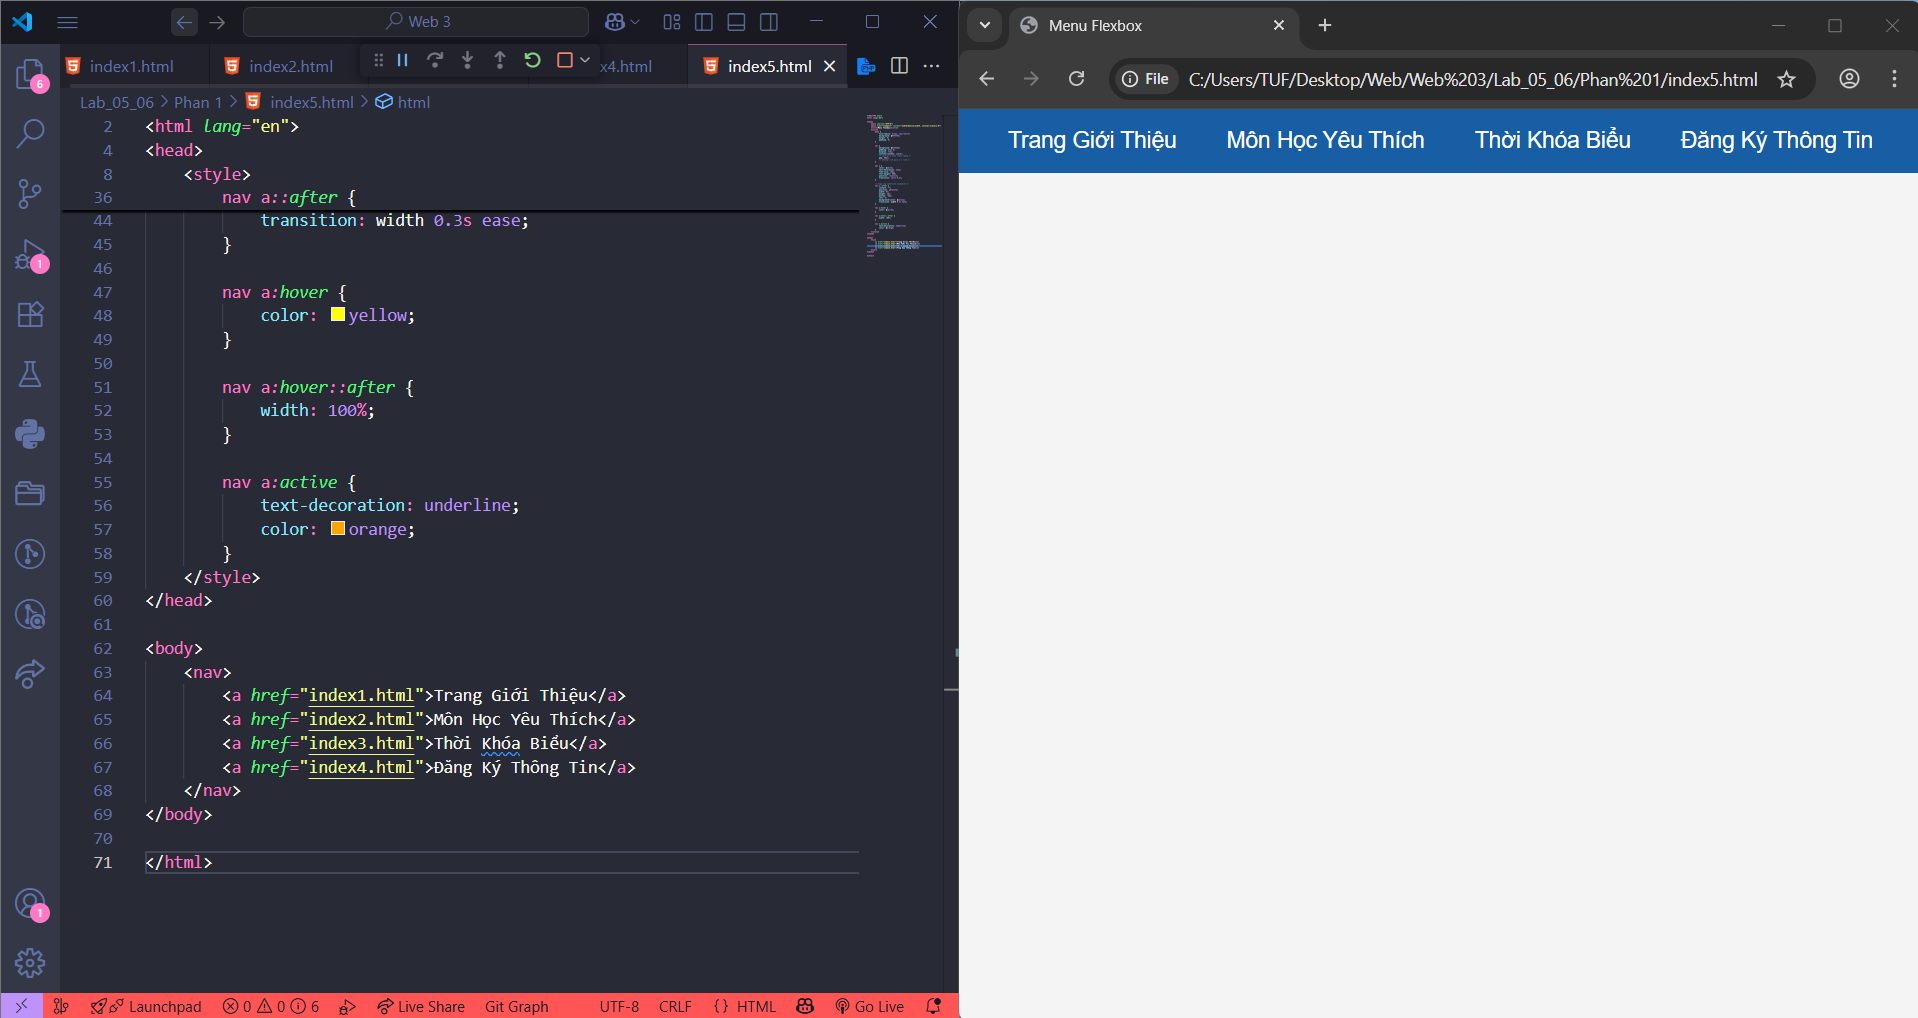 Web 3
index1.html
index2.html
x4.html
index5.html
Lab_05_06 > Phan 1 > index5.html > html
2 <html lang="en">
4 <head>
8 <style>
36 nav a::after {
44 transition: width 0.3s ease;
45 }
46
47 nav a:hover {
48 color: yellow;
49 }
50
51 nav a:hover::after {
52 width: 100%;
53 }
54
55 nav a:active {
56 text-decoration: underline;
57 color: orange;
58 }
59 </style>
60 </head>
61
62 <body>
63 <nav>
64 <a href="index1.html">Trang Giới Thiệu</a>
65 <a href="index2.html">Môn Học Yêu Thích</a>
66 <a href="index3.html">Thời Khóa Biểu</a>
67 <a href="index4.html">Đăng Ký Thông Tin</a>
68 </nav>
69 </body>
70
71 </html>
6
1
1
Launchpad 0 0 6 Live Share Git Graph UTF-8 CRLF {} HTML Go Live
Menu Flexbox
File C:/Users/TUF/Desktop/Web/Web%203/Lab_05_06/Phan%201/index5.html
Trang Giới Thiệu Môn Học Yêu Thích Thời Khóa Biểu Đăng Ký Thông Tin